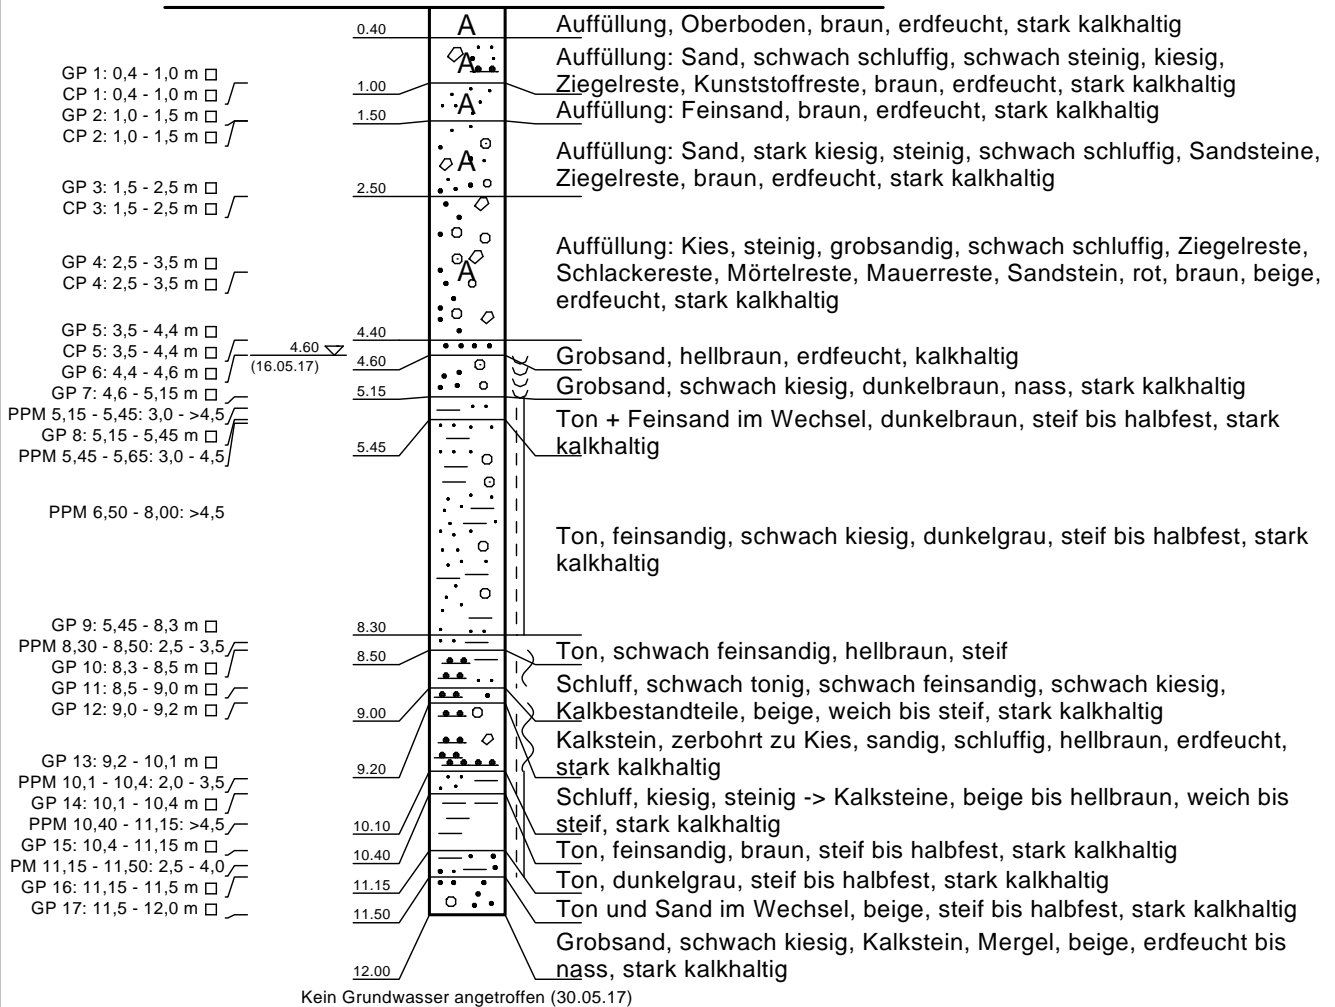 A
0.40
Auffüllung, Oberboden, braun, erdfeucht, stark kalkhaltig
GP 1: 0,4 - 1,0 m
CP 1: 0,4 - 1,0 m
A
1.00
Auffüllung: Sand, schwach schluffig, schwach steinig, kiesig,
Ziegelreste, Kunststoffreste, braun, erdfeucht, stark kalkhaltig
GP 2: 1,0 - 1,5 m
CP 2: 1,0 - 1,5 m
A
1.50
Auffüllung: Feinsand, braun, erdfeucht, stark kalkhaltig
GP 3: 1,5 - 2,5 m
CP 3: 1,5 - 2,5 m
A
2.50
Auffüllung: Sand, stark kiesig, steinig, schwach schluffig, Sandsteine,
Ziegelreste, braun, erdfeucht, stark kalkhaltig
GP 4: 2,5 - 3,5 m
CP 4: 2,5 - 3,5 m
A
Auffüllung: Kies, steinig, grobsandig, schwach schluffig, Ziegelreste,
Schlackereste, Mörtelreste, Mauerreste, Sandstein, rot, braun, beige,
erdfeucht, stark kalkhaltig
GP 5: 3,5 - 4,4 m
CP 5: 3,5 - 4,4 m
GP 6: 4,4 - 4,6 m
4.60
(16.05.17)
4.40
4.60
Grobsand, hellbraun, erdfeucht, kalkhaltig
GP 7: 4,6 - 5,15 m
5.15
Grobsand, schwach kiesig, dunkelbraun, nass, stark kalkhaltig
PPM 5,15 - 5,45: 3,0 - >4,5
GP 8: 5,15 - 5,45 m
PPM 5,45 - 5,65: 3,0 - 4,5
5.45
Ton + Feinsand im Wechsel, dunkelbraun, steif bis halbfest, stark
kalkhaltig
PPM 6,50 - 8,00: >4,5
Ton, feinsandig, schwach kiesig, dunkelgrau, steif bis halbfest, stark
kalkhaltig
GP 9: 5,45 - 8,3 m
8.30
PPM 8,30 - 8,50: 2,5 - 3,5
GP 10: 8,3 - 8,5 m
8.50
Ton, schwach feinsandig, hellbraun, steif
GP 11: 8,5 - 9,0 m
GP 12: 9,0 - 9,2 m
9.00
Schluff, schwach tonig, schwach feinsandig, schwach kiesig,
Kalkbestandteile, beige, weich bis steif, stark kalkhaltig
9.20
Kalkstein, zerbohrt zu Kies, sandig, schluffig, hellbraun, erdfeucht,
stark kalkhaltig
GP 13: 9,2 - 10,1 m
PPM 10,1 - 10,4: 2,0 - 3,5
GP 14: 10,1 - 10,4 m
PPM 10,40 - 11,15: >4,5
10.10
Schluff, kiesig, steinig -> Kalksteine, beige bis hellbraun, weich bis
steif, stark kalkhaltig
GP 15: 10,4 - 11,15 m
10.40
Ton, feinsandig, braun, steif bis halbfest, stark kalkhaltig
PM 11,15 - 11,50: 2,5 - 4,0
GP 16: 11,15 - 11,5 m
11.15
Ton, dunkelgrau, steif bis halbfest, stark kalkhaltig
GP 17: 11,5 - 12,0 m
11.50
Ton und Sand im Wechsel, beige, steif bis halbfest, stark kalkhaltig
12.00
Grobsand, schwach kiesig, Kalkstein, Mergel, beige, erdfeucht bis
nass, stark kalkhaltig
Kein Grundwasser angetroffen (30.05.17)